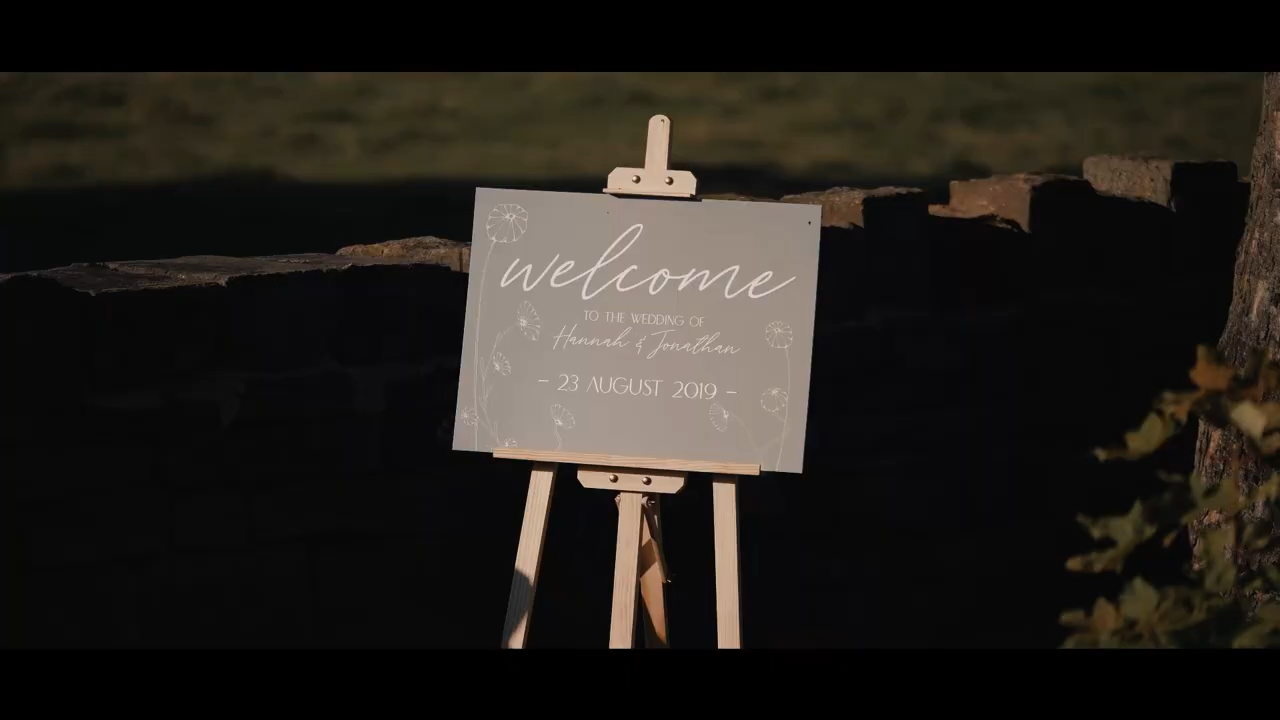 welcome
TO THE WEDDING OF
Hannah & Jonathan
– 23 AUGUST 2019 –